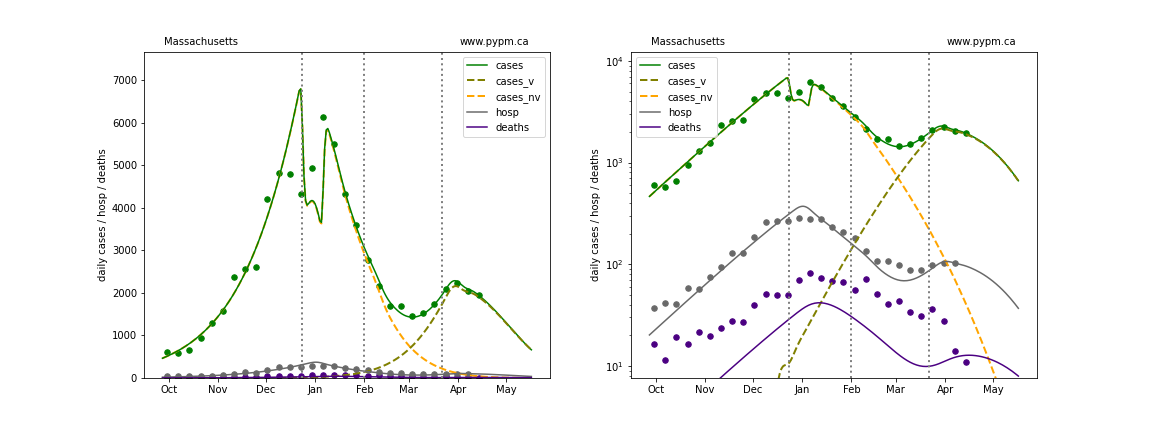 Massachusetts www.pypm.ca
cases
cases_v
cases_nv
hosp
deaths
daily cases / hosp / deaths
7000
6000
5000
4000
3000
2000
1000
0
Oct Nov Dec Jan Feb Mar Apr May
Massachusetts www.pypm.ca
cases
cases_v
cases_nv
hosp
deaths
daily cases / hosp / deaths
10⁴
10³
10²
10¹
Oct Nov Dec Jan Feb Mar Apr May